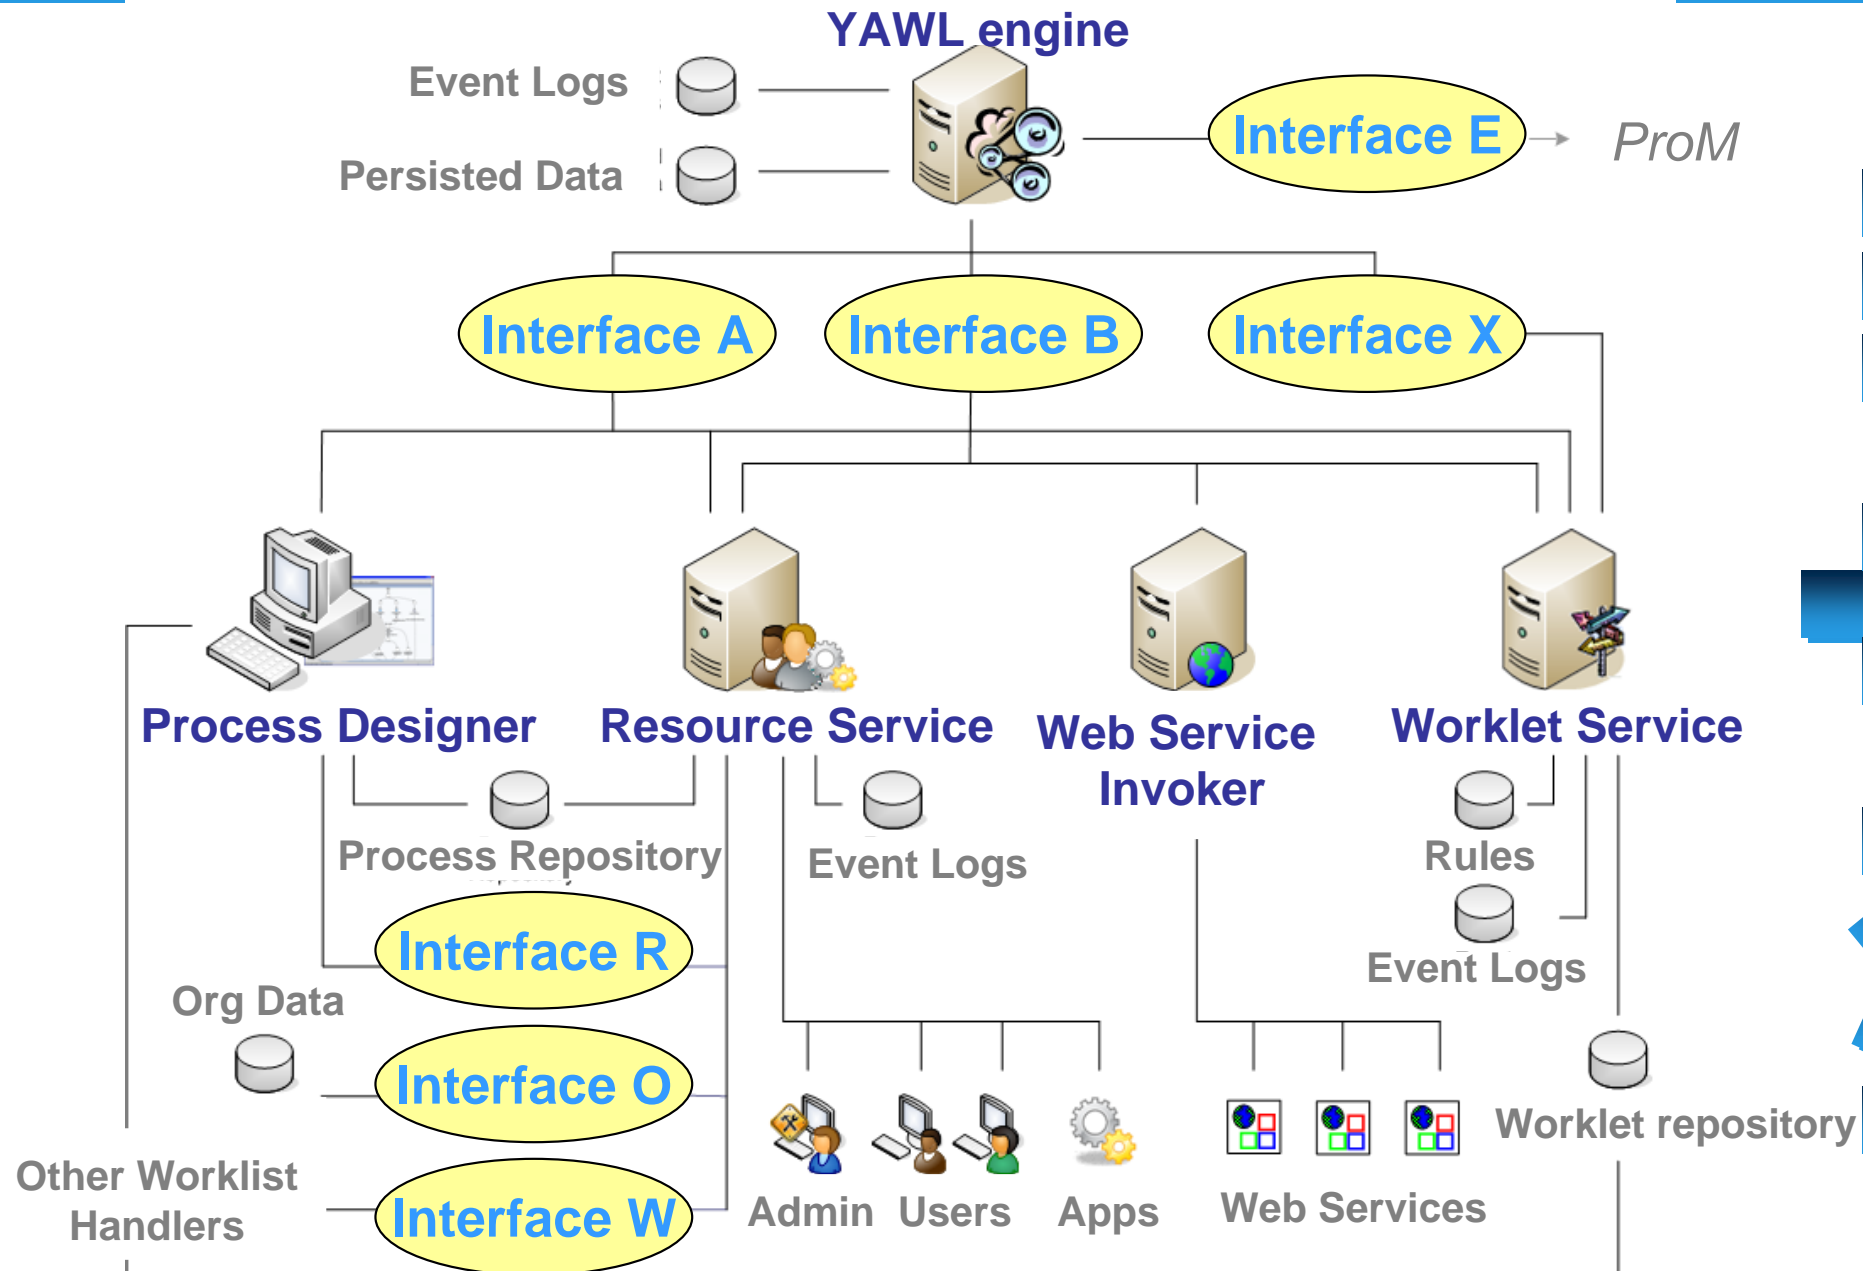 YAWL engine
Event Logs
Persisted Data
Interface E
ProM
Interface A
Interface B
Interface X
Process Designer
Resource Service
Web Service
Invoker
Worklet Service
Process Repository
Event Logs
Rules
Event Logs
Interface R
Org Data
Interface O
Other Worklist
Handlers
Interface W
Admin
Users
Apps
Web Services
Worklet repository